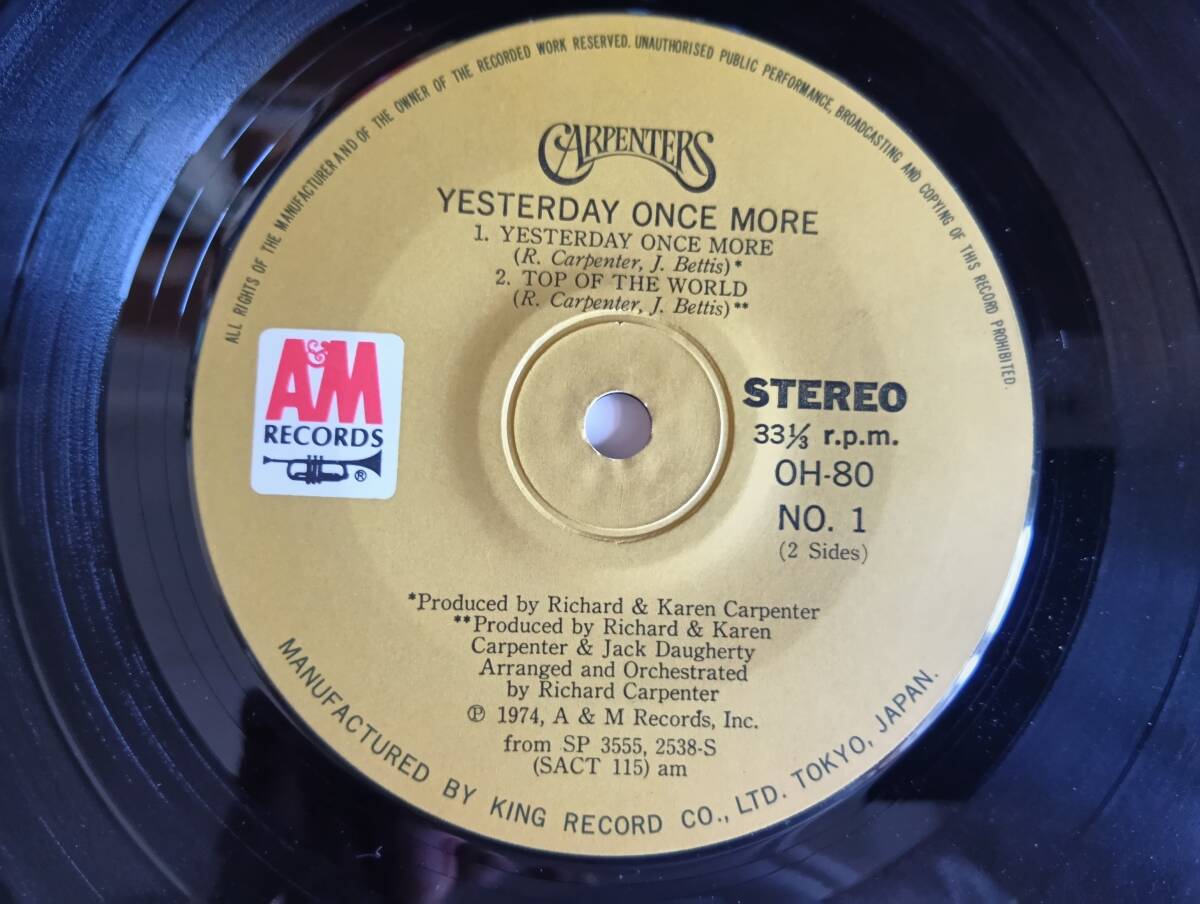 ALL RIGHTS OF THE MANUFACTURER AND OF THE OWNER OF THE RECORDED WORK RESERVED. UNAUTHORISED PUBLIC PERFORMANCE, BROADCASTING AND COPYING OF THIS RECORD PROHIBITED.
CARPENTERS
YESTERDAY ONCE MORE
1. YESTERDAY ONCE MORE
(R. Carpenter, J. Bettis)*
2. TOP OF THE WORLD
(R. Carpenter, J. Bettis)**
A&M
RECORDS
®
STEREO
33⅓ r.p.m.
OH-80
NO. 1
(2 Sides)
*Produced by Richard & Karen Carpenter
**Produced by Richard & Karen
Carpenter & Jack Daugherty
Arranged and Orchestrated
by Richard Carpenter
℗ 1974, A & M Records, Inc.
from SP 3555, 2538-S
(SACT 115) am
MANUFACTURED BY KING RECORD CO., LTD. TOKYO, JAPAN.